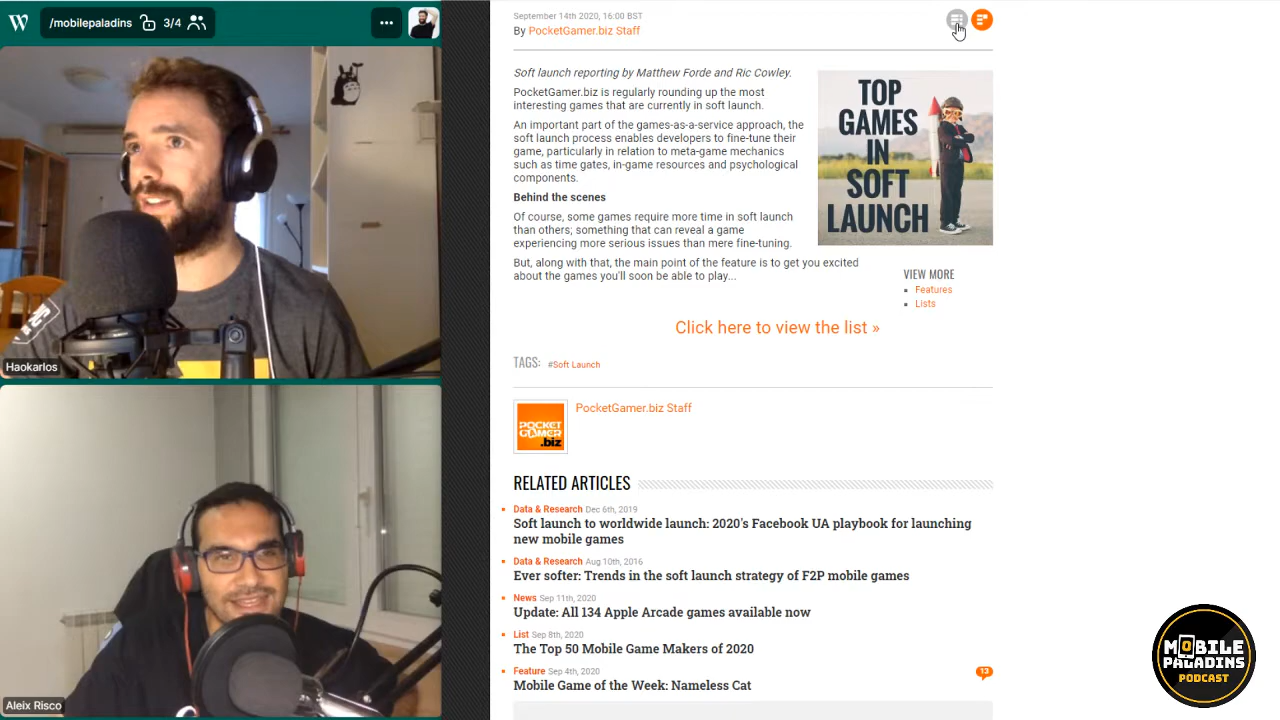 /mobilepaladins
3/4
Haokarlos
Aleix Risco
September 14th 2020, 16:00 BST
By PocketGamer.biz Staff
Soft launch reporting by Matthew Forde and Ric Cowley.
PocketGamer.biz is regularly rounding up the most
interesting games that are currently in soft launch.
An important part of the games-as-a-service approach, the
soft launch process enables developers to fine-tune their
game, particularly in relation to meta-game mechanics
such as time gates, in-game resources and psychological
components.
Behind the scenes
Of course, some games require more time in soft launch
than others; something that can reveal a game
experiencing more serious issues than mere fine-tuning.
But, along with that, the main point of the feature is to get you excited
about the games you'll soon be able to play...
TOP
GAMES
IN
SOFT
LAUNCH
VIEW MORE
Features
Lists
Click here to view the list »
TAGS: #Soft Launch
POCKET
GAMER
.biz
PocketGamer.biz Staff
RELATED ARTICLES
Data & Research Dec 6th, 2019
Soft launch to worldwide launch: 2020's Facebook UA playbook for launching
new mobile games
Data & Research Aug 10th, 2016
Ever softer: Trends in the soft launch strategy of F2P mobile games
News Sep 11th, 2020
Update: All 134 Apple Arcade games available now
List Sep 8th, 2020
The Top 50 Mobile Game Makers of 2020
Feature Sep 4th, 2020
13
Mobile Game of the Week: Nameless Cat
MOBILE
PALADINS
PODCAST